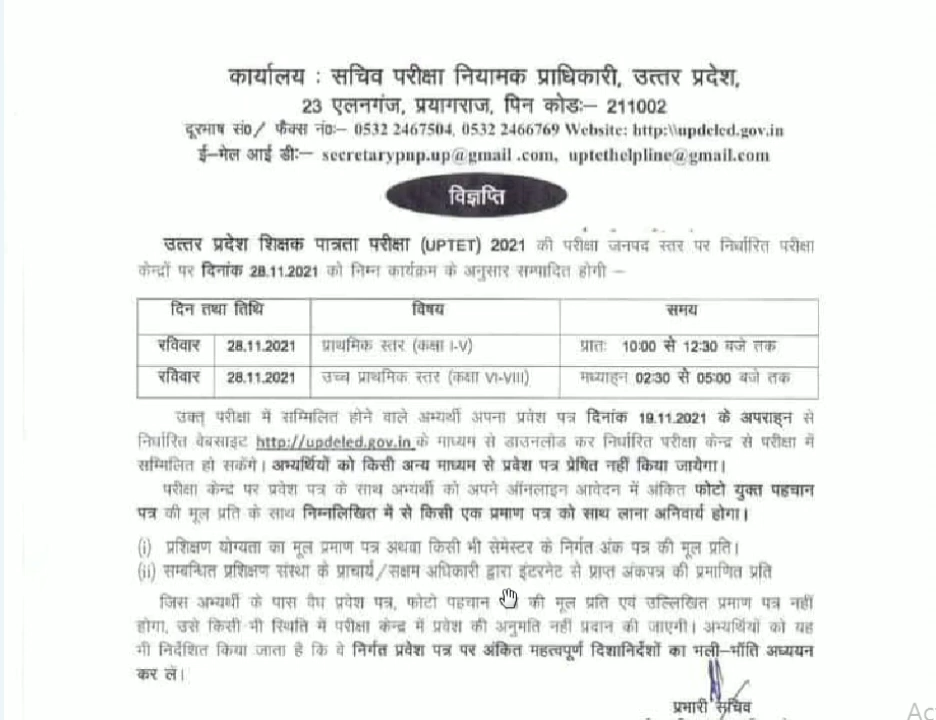 कार्यालय : सचिव परीक्षा नियामक प्राधिकारी, उत्तर प्रदेश,
23 एलनगंज, प्रयागराज, पिन कोडः– 211002
दूरभाष सं0/ फैक्स नं0:– 0532 2467504, 0532 2466769 Website: http:\\updeled.gov.in
ई–मेल आई डी:– secretarypnp.up@gmail .com, uptethelpline@gmail.com
विज्ञप्ति
उत्तर प्रदेश शिक्षक पात्रता परीक्षा (UPTET) 2021 की परीक्षा जनपद स्तर पर निर्धारित परीक्षा
केन्द्रों पर दिनांक 28.11.2021 को निम्न कार्यक्रम के अनुसार सम्पादित होगी –
दिन तथा तिथि विषय समय
रविवार 28.11.2021 प्राथमिक स्तर (कक्षा I-V) प्रातः 10:00 से 12:30 बजे तक
रविवार 28.11.2021 उच्च प्राथमिक स्तर (कक्षा VI-VIII) मध्याहन 02:30 से 05:00 बजे तक
उक्त परीक्षा में सम्मिलित होने वाले अभ्यर्थी अपना प्रवेश पत्र दिनांक 19.11.2021 के अपराहन से
निर्धारित वेबसाइट http://updeled.gov.in के माध्यम से डाउनलोड कर निर्धारित परीक्षा केन्द्र से परीक्षा में
सम्मिलित हो सकेंगे। अभ्यर्थियों को किसी अन्य माध्यम से प्रवेश पत्र प्रेषित नहीं किया जायेगा।
परीक्षा केन्द्र पर प्रवेश पत्र के साथ अभ्यर्थी को अपने ऑनलाइन आवेदन में अंकित फोटो युक्त पहचान
पत्र की मूल प्रति के साथ निम्नलिखित में से किसी एक प्रमाण पत्र को साथ लाना अनिवार्य होगा।
(i) प्रशिक्षण योग्यता का मूल प्रमाण पत्र अथवा किसी भी सेमेस्टर के निर्गत अंक पत्र की मूल प्रति।
(ii) सम्बन्धित प्रशिक्षण संस्था के प्राचार्य/सक्षम अधिकारी द्वारा इंटरनेट से प्राप्त अंकपत्र की प्रमाणित प्रति
जिस अभ्यर्थी के पास वैध प्रवेश पत्र, फोटो पहचान की मूल प्रति एवं उल्लिखित प्रमाण पत्र नहीं
होगा, उसे किसी भी स्थिति में परीक्षा केन्द्र में प्रवेश की अनुमति नहीं प्रदान की जाएगी। अभ्यर्थियों को यह
भी निर्देशित किया जाता है कि वे निर्गत प्रवेश पत्र पर अंकित महत्वपूर्ण दिशानिर्देशों का भली–भाँति अध्ययन
कर लें।
प्रभारी सचिव